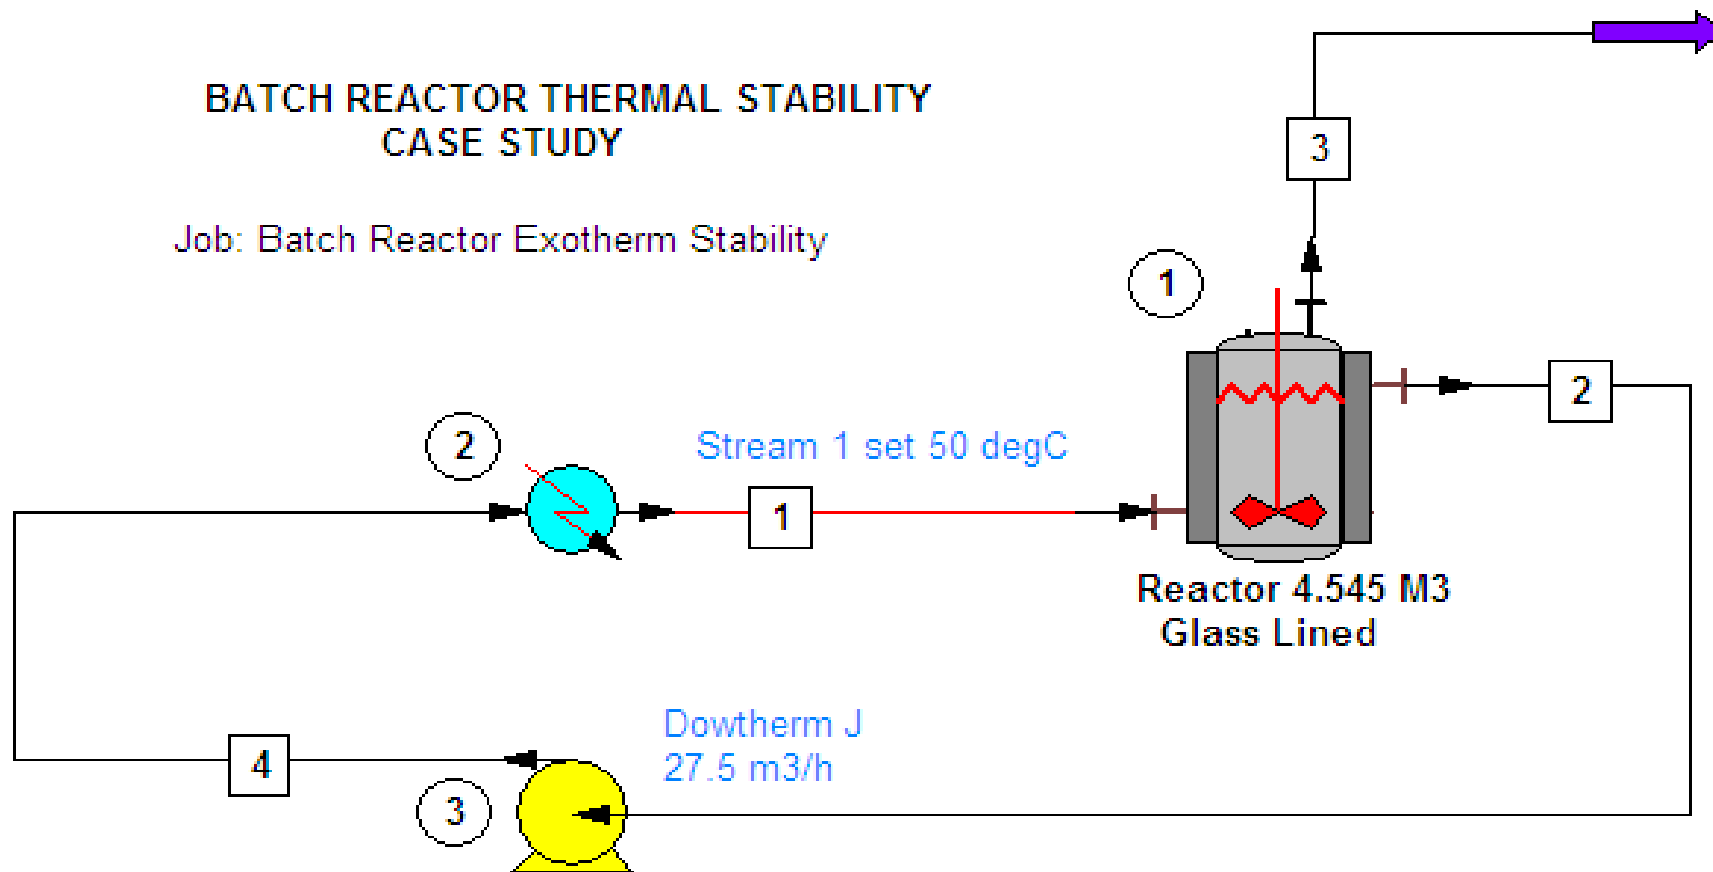 BATCH REACTOR THERMAL STABILITY
CASE STUDY
3
Job: Batch Reactor Exotherm Stability
1
2
2
Stream 1 set 50 degC
1
Reactor 4.545 M3
Glass Lined
Dowtherm J
27.5 m3/h
4
3